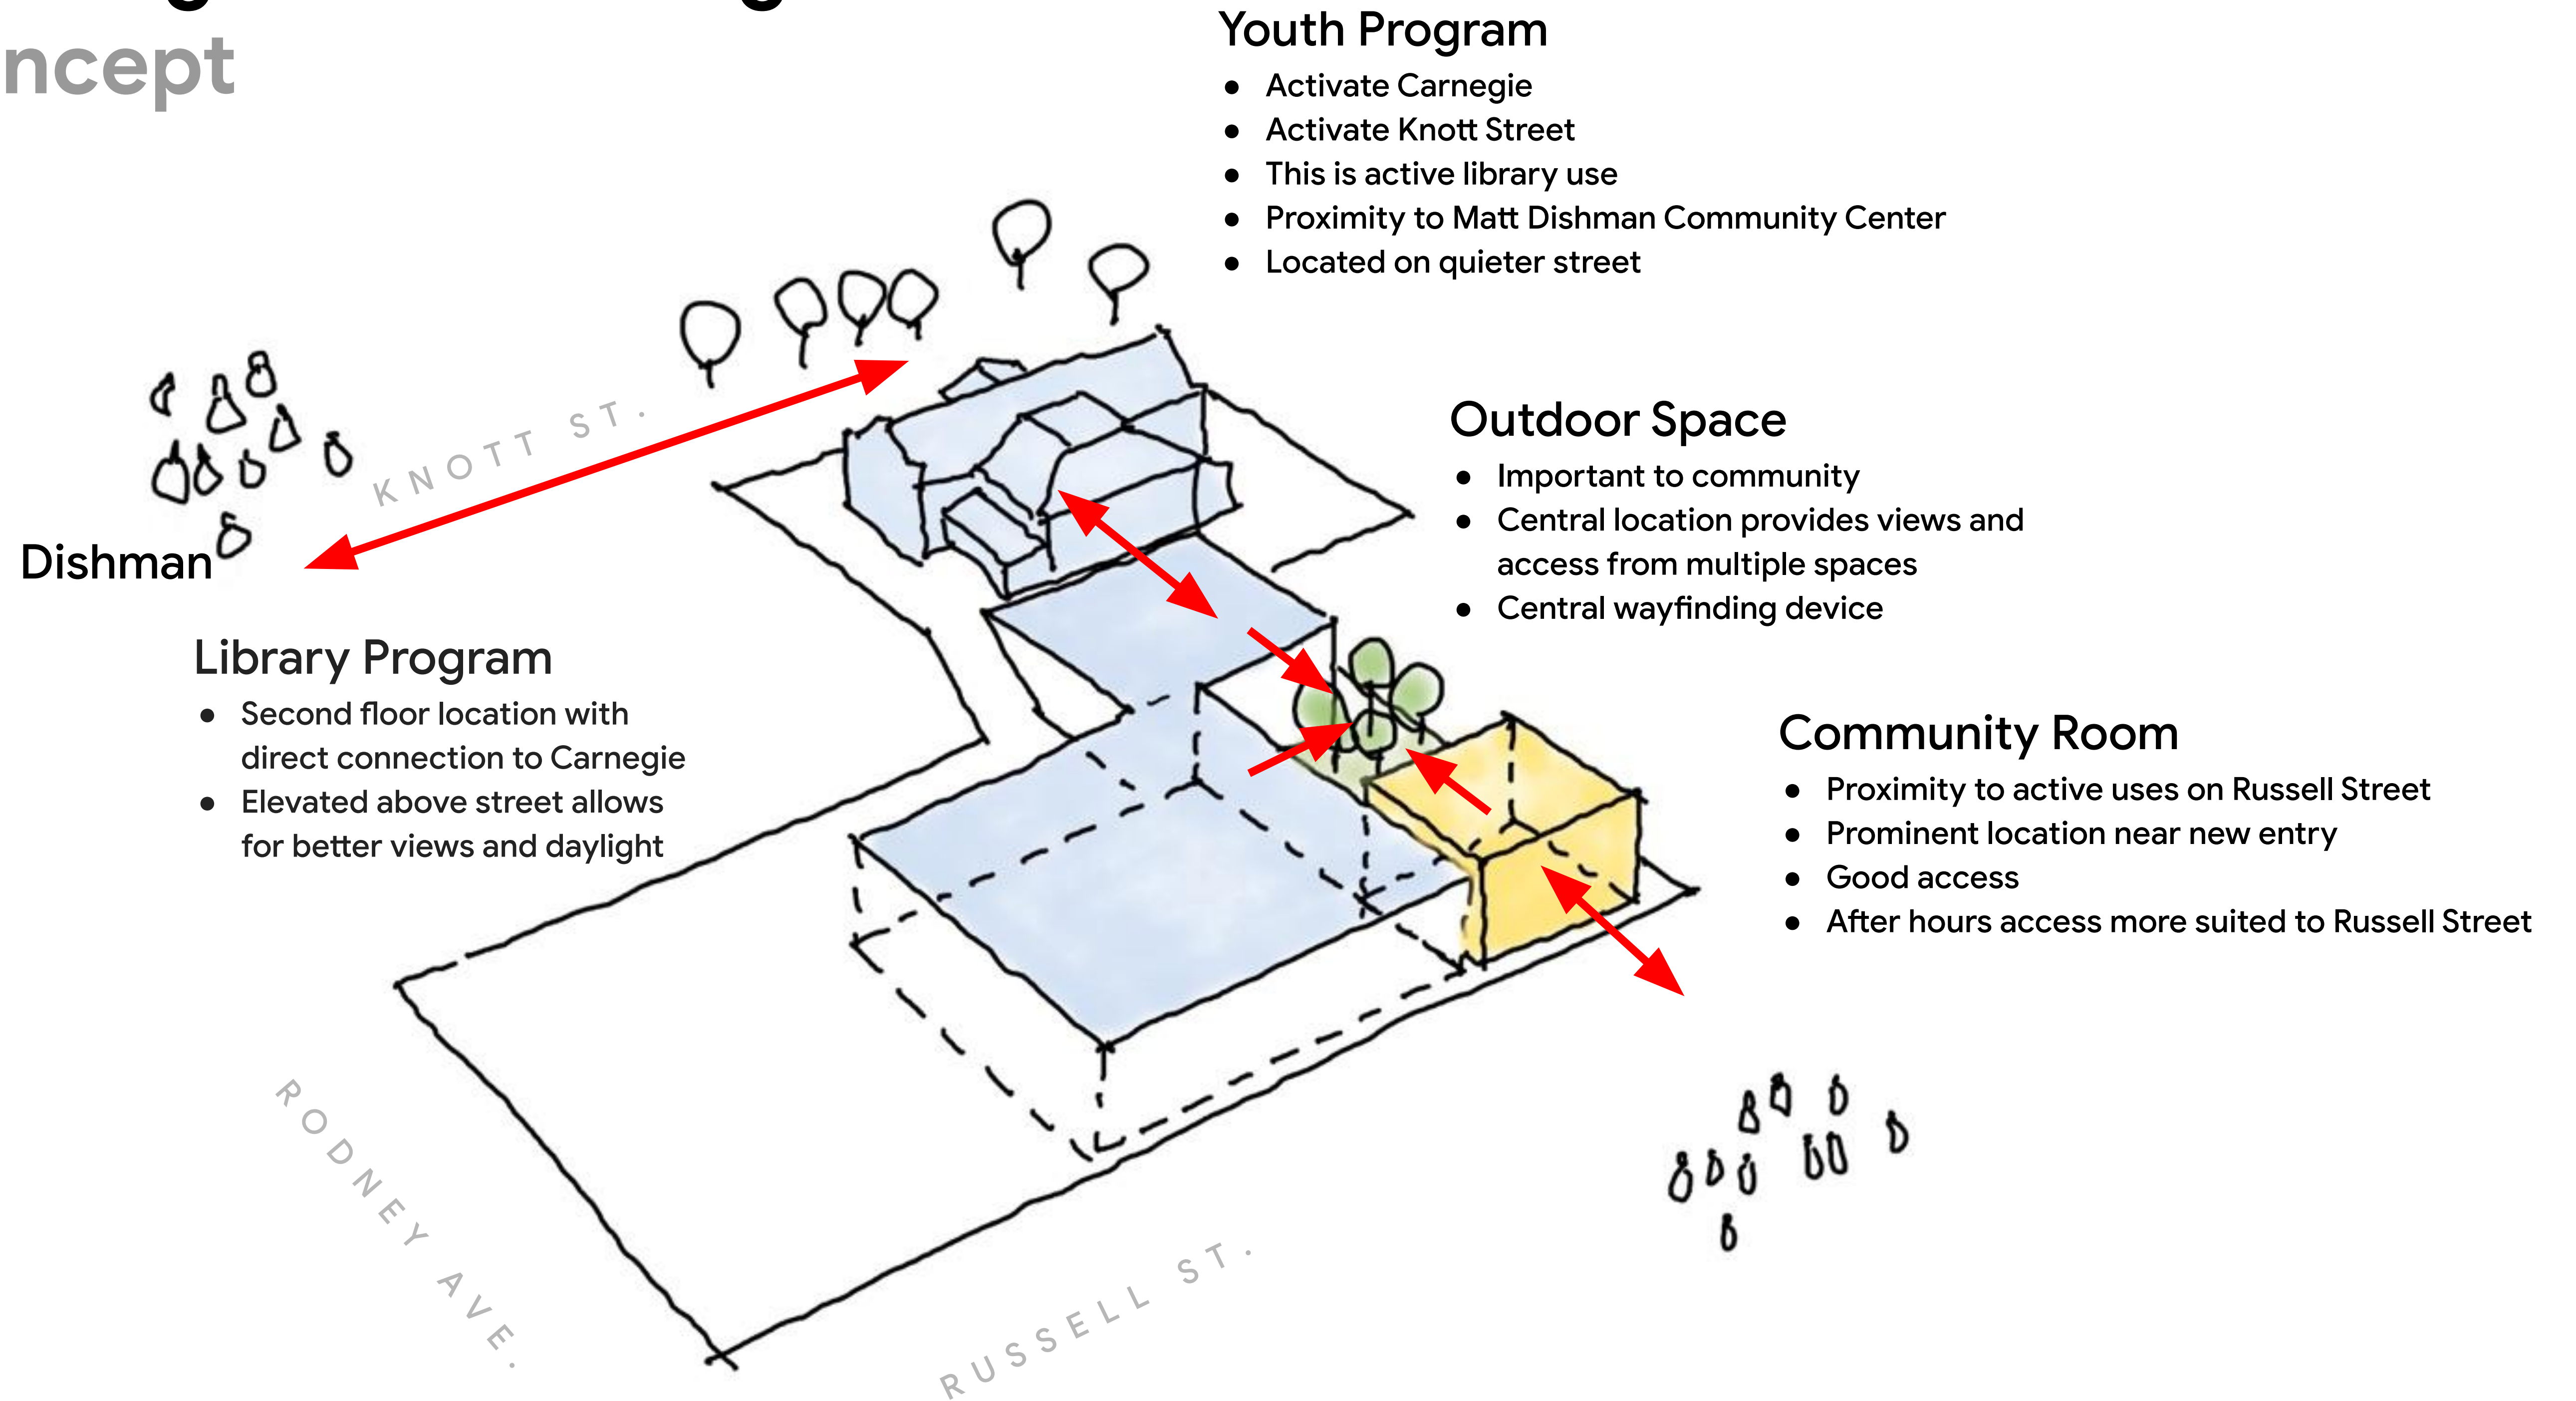 ncept
Youth Program
● Activate Carnegie
● Activate Knott Street
● This is active library use
● Proximity to Matt Dishman Community Center
● Located on quieter street
KNOTT ST.
Dishman
Outdoor Space
● Important to community
● Central location provides views and
access from multiple spaces
● Central wayfinding device
Library Program
● Second floor location with
direct connection to Carnegie
● Elevated above street allows
for better views and daylight
Community Room
● Proximity to active uses on Russell Street
● Prominent location near new entry
● Good access
● After hours access more suited to Russell Street
RODNEY AVE.
RUSSELL ST.